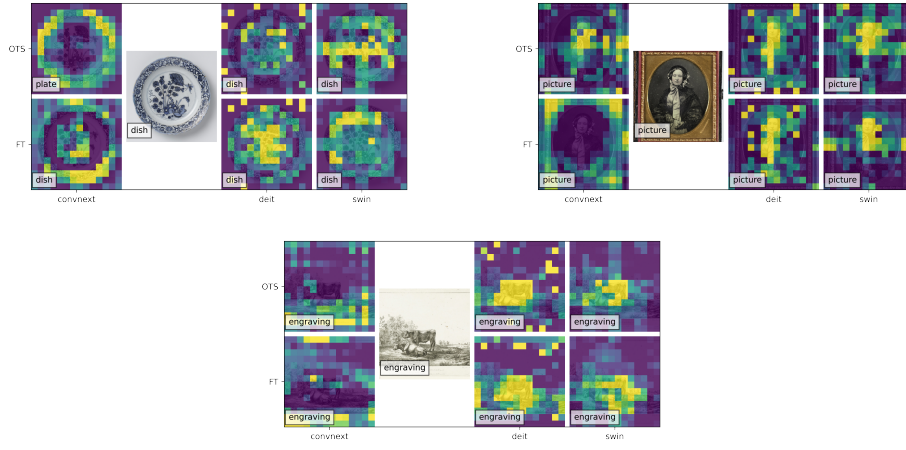 OTS
plate
dish
dish
dish
FT
dish
dish
dish
convnext
deit
swin
OTS
picture
picture
picture
picture
FT
picture
picture
picture
convnext
deit
swin
OTS
engraving
engraving
engraving
engraving
FT
engraving
engraving
engraving
convnext
deit
swin